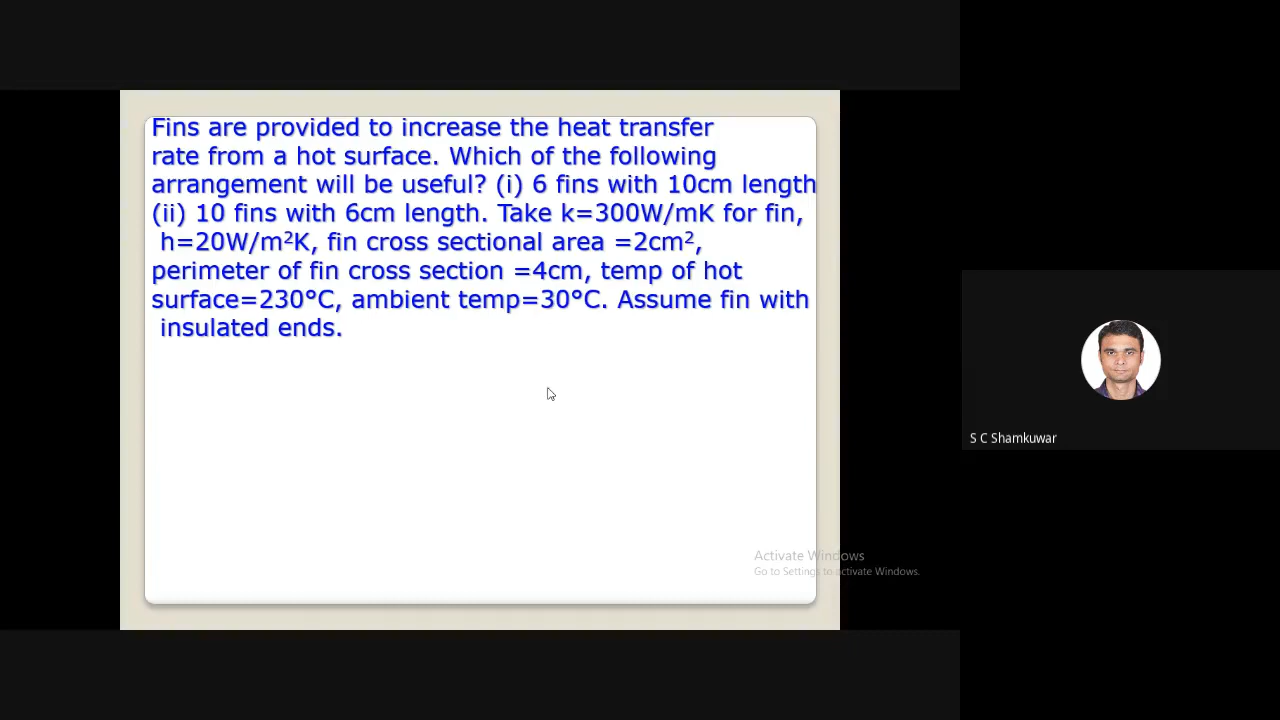 Fins are provided to increase the heat transfer
rate from a hot surface. Which of the following
arrangement will be useful? (i) 6 fins with 10cm length
(ii) 10 fins with 6cm length. Take k=300W/mK for fin,
h=20W/m²K, fin cross sectional area =2cm²,
perimeter of fin cross section =4cm, temp of hot
surface=230°C, ambient temp=30°C. Assume fin with
insulated ends.
S C Shamkuwar
Activate Windows
Go to Settings to activate Windows.